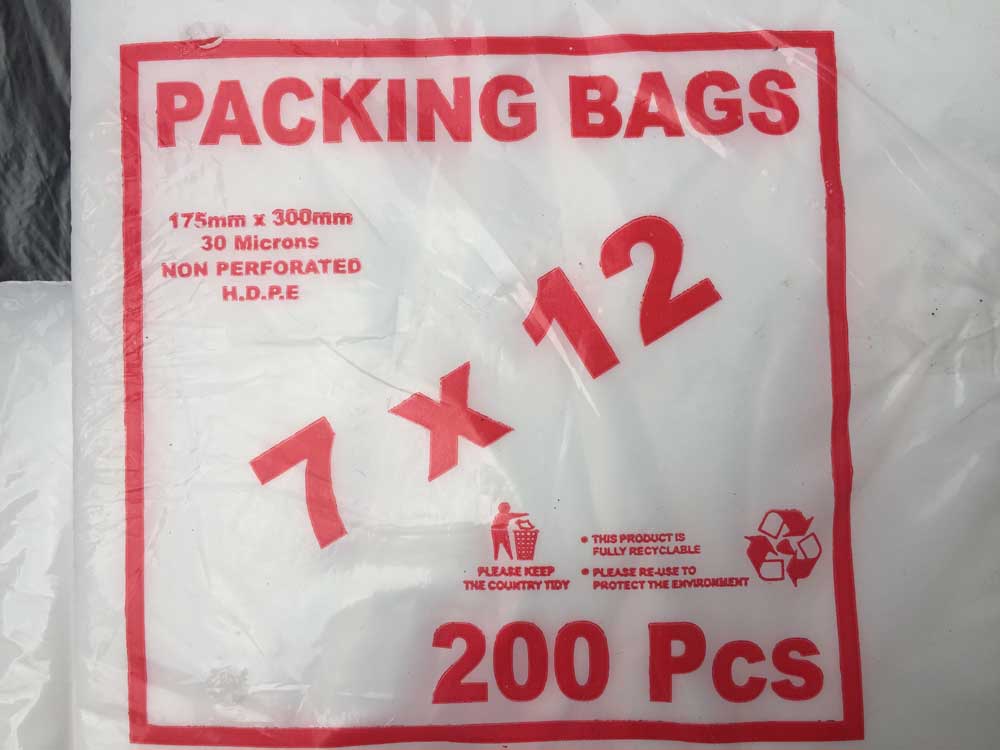 PACKING BAGS
175mm x 300mm
30 Microns
NON PERFORATED
H.D.P.E
7 x 12
PLEASE KEEP
THE COUNTRY TIDY
• THIS PRODUCT IS
FULLY RECYCLABLE
• PLEASE RE-USE TO
PROTECT THE ENVIRONMENT
200 Pcs